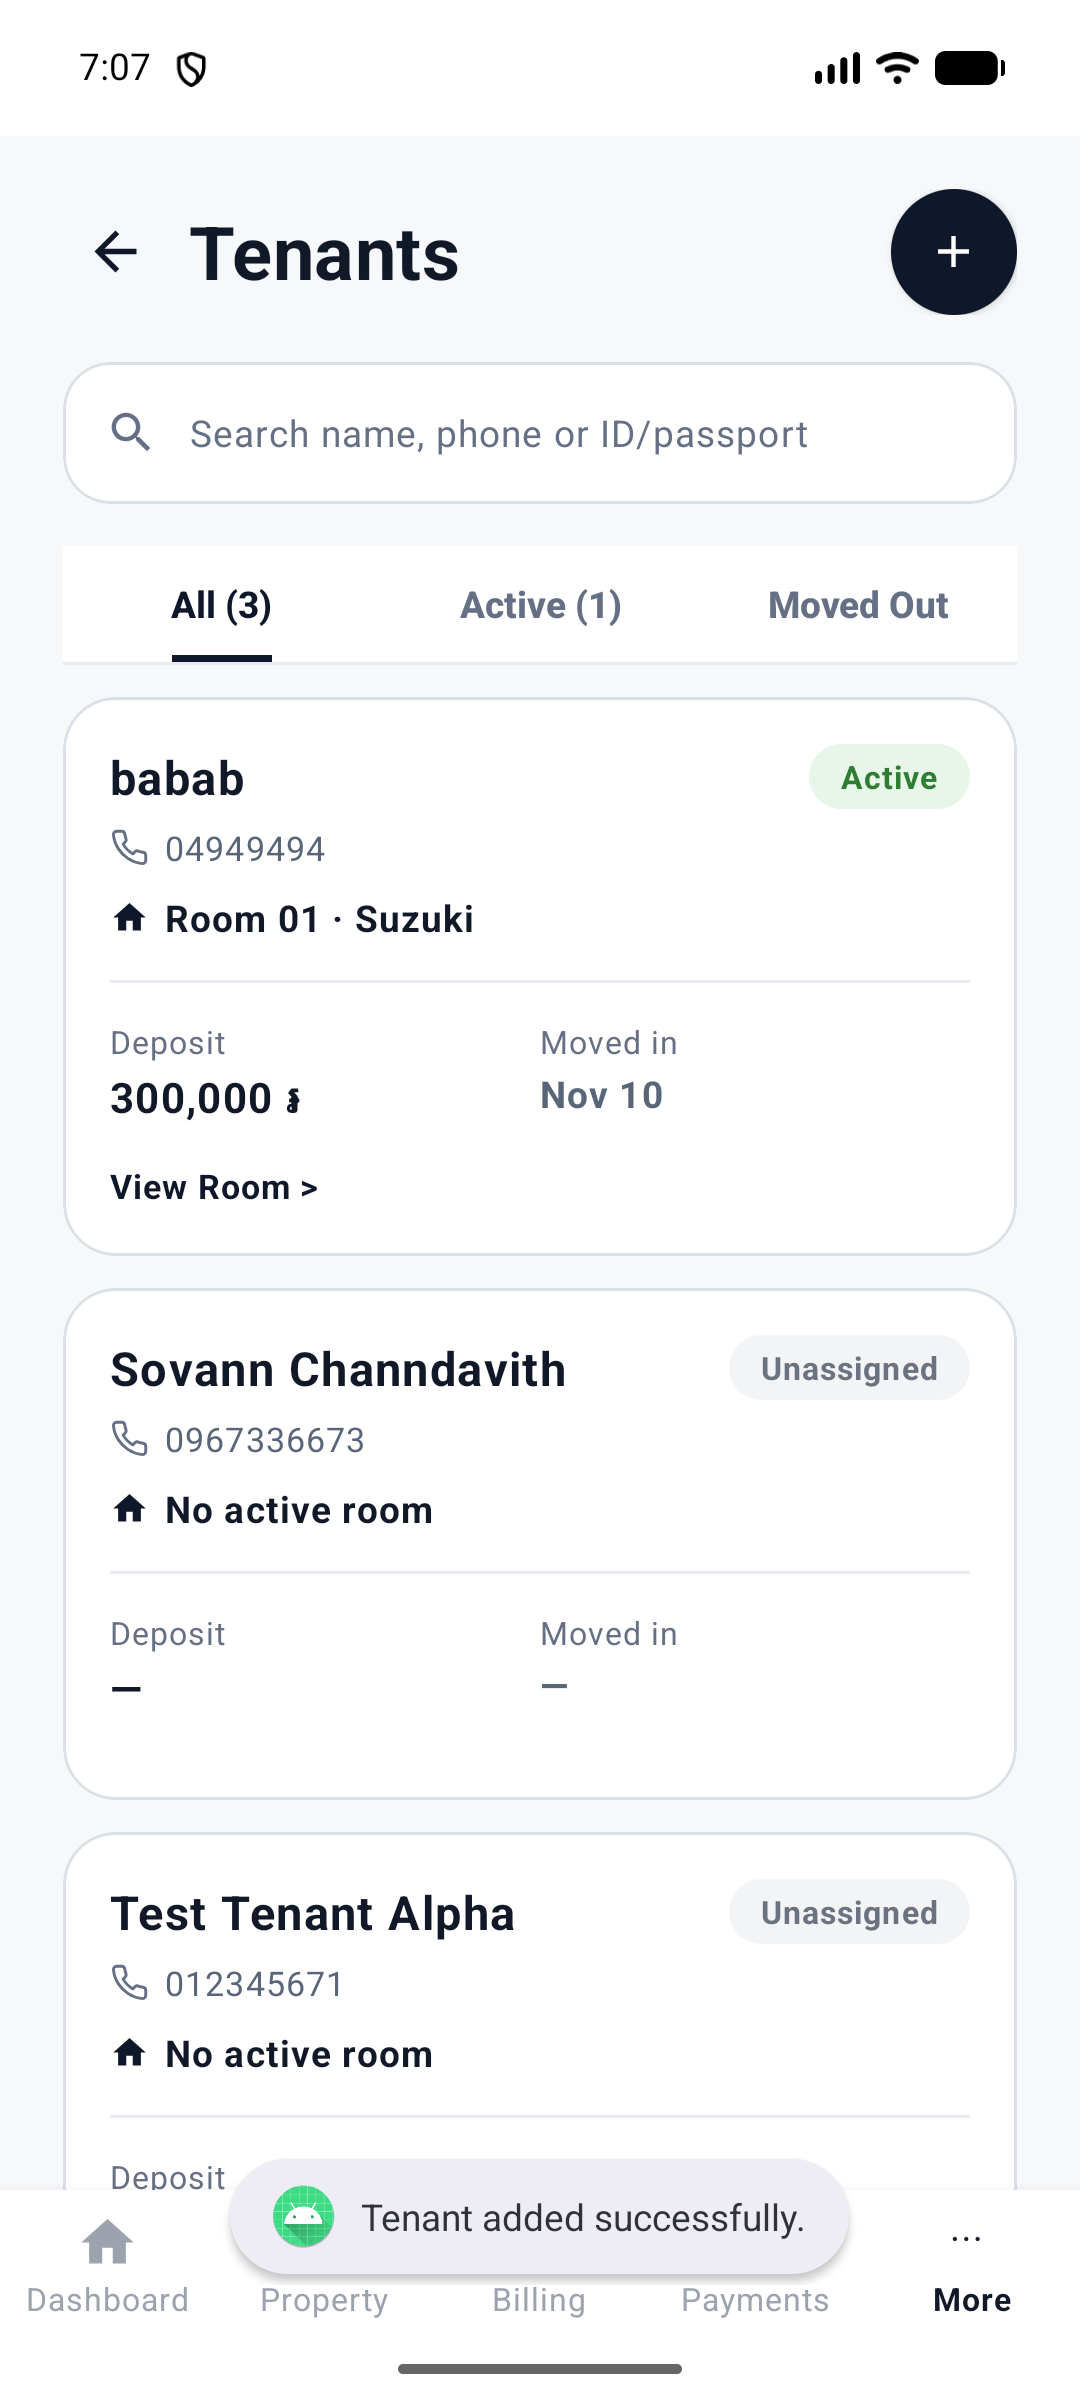 7:07
Tenants
Search name, phone or ID/passport
All (3) Active (1) Moved Out
babab Active
04949494
Room 01 · Suzuki
Deposit Moved in
300,000 ៛ Nov 10
View Room >
Sovann Channdavith Unassigned
0967336673
No active room
Deposit Moved in
— —
Test Tenant Alpha Unassigned
012345671
No active room
Deposit
Tenant added successfully.
Dashboard Property Billing Payments More